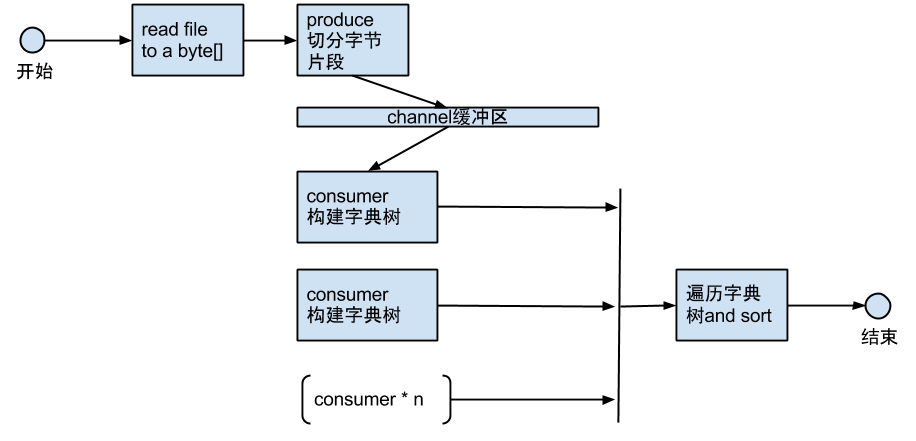 开始
read file
to a byte[]
produce
切分字节
片段
channel缓冲区
consumer
构建字典树
consumer
构建字典树
consumer * n
遍历字典
树and sort
结束